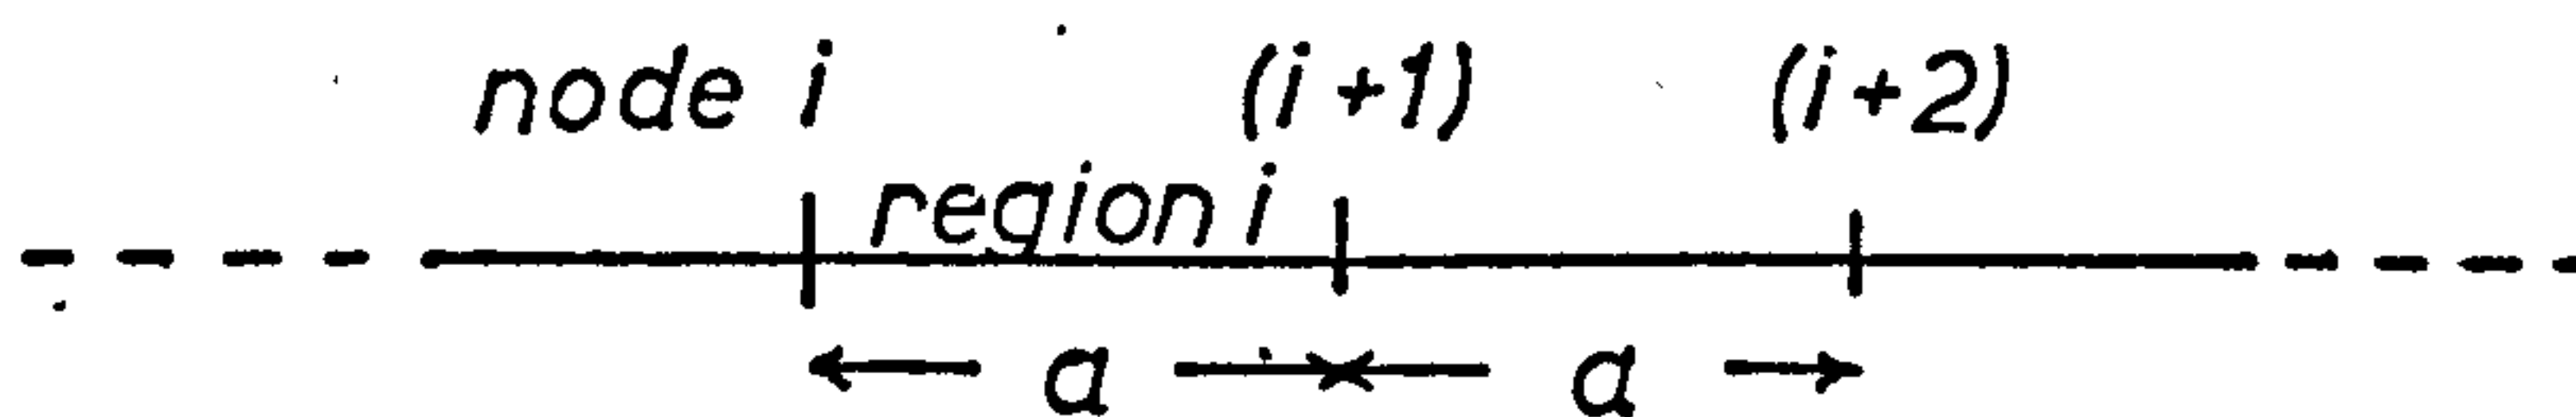 node i (i+1) (i+2)
region i
a a